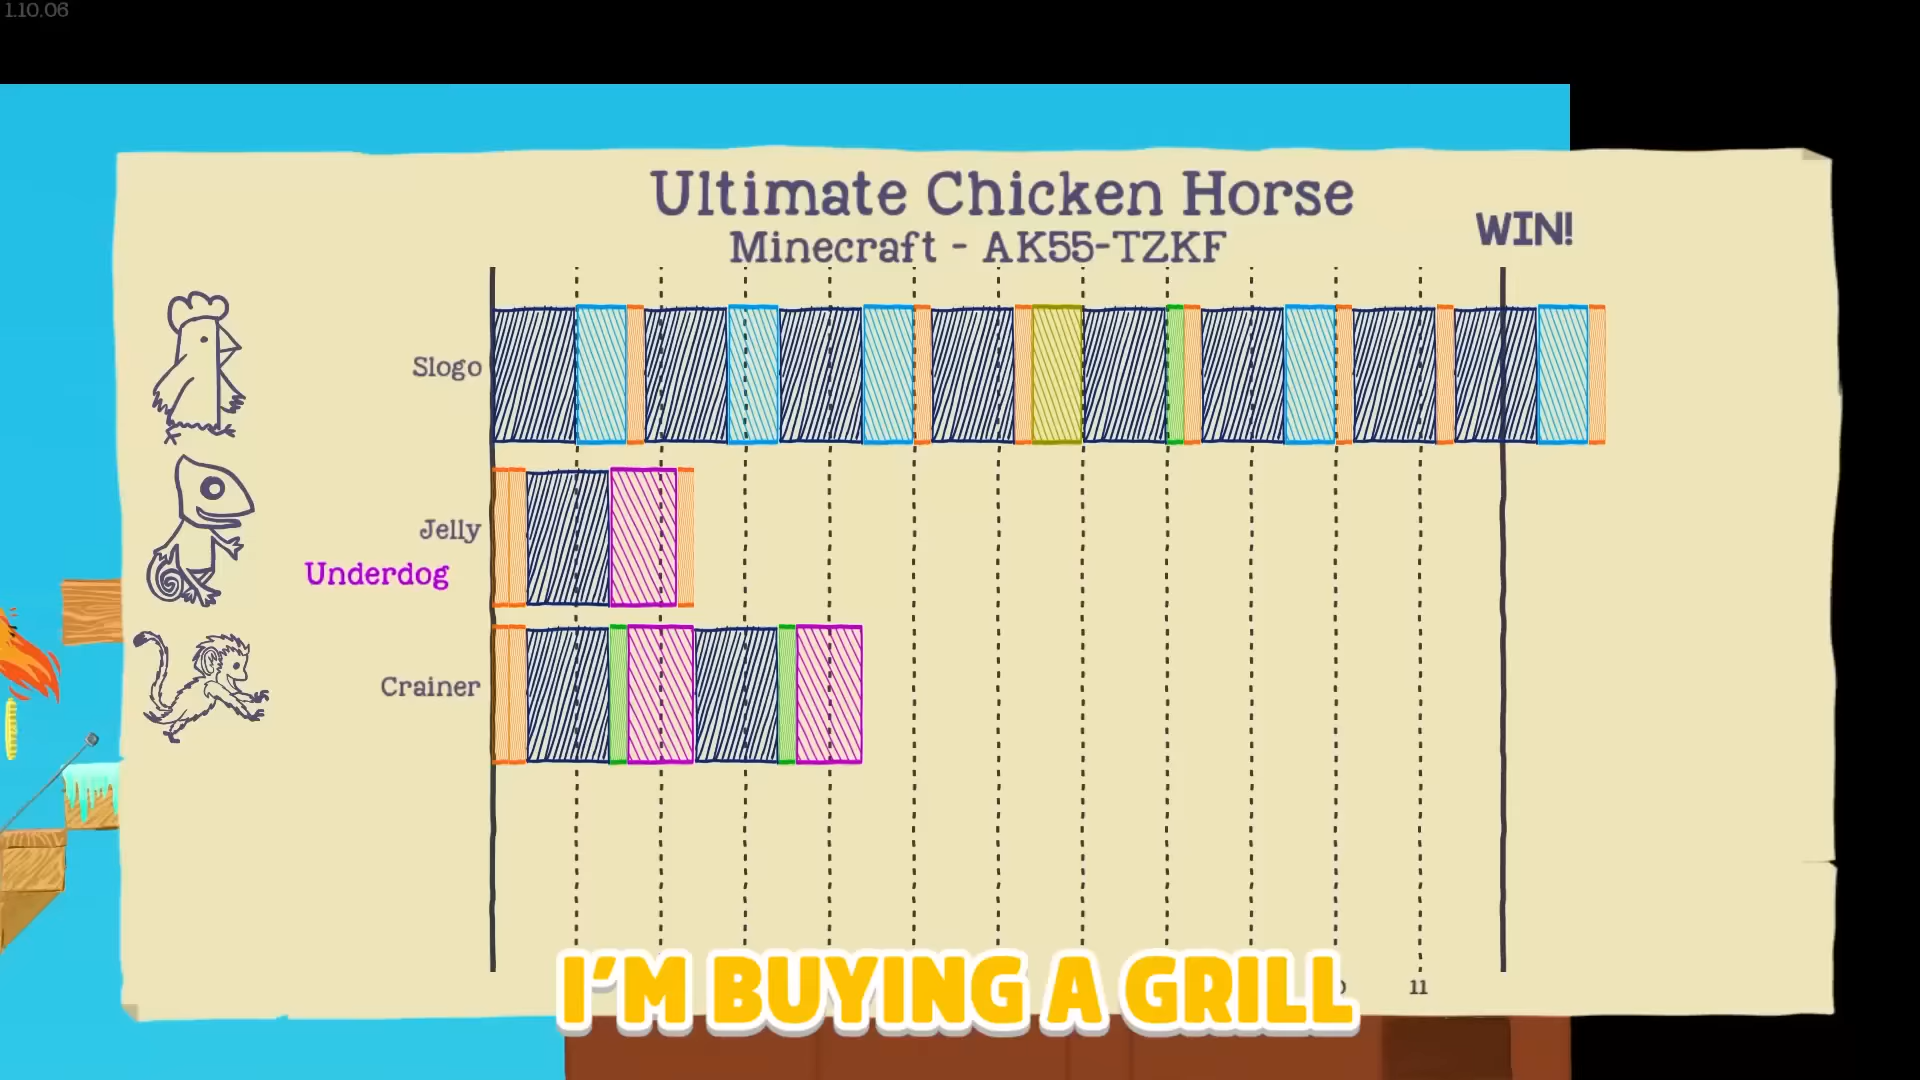 1.10.06
Ultimate Chicken Horse
Minecraft - AK55-TZKF
WIN!
Slogo
Jelly
Underdog
Crainer
11
I'M BUYING A GRILL